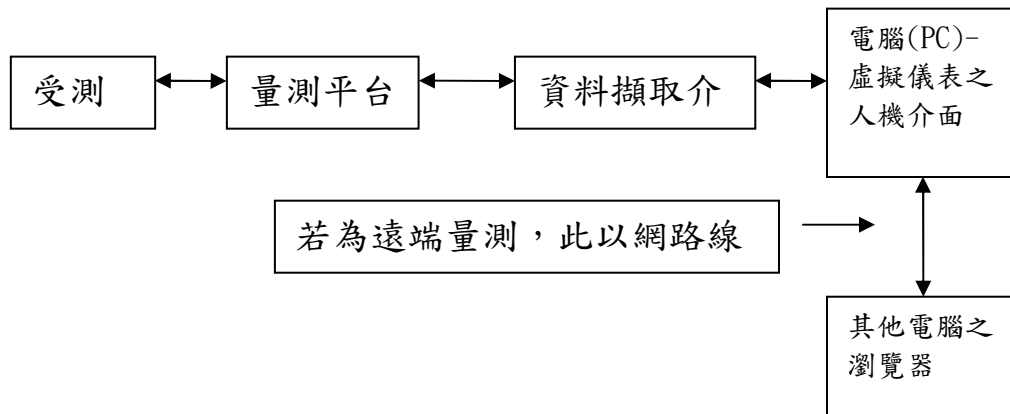 受測
量測平台
資料擷取介
電腦(PC)-
虛擬儀表之
人機介面
若為遠端量測，此以網路線
其他電腦之
瀏覽器